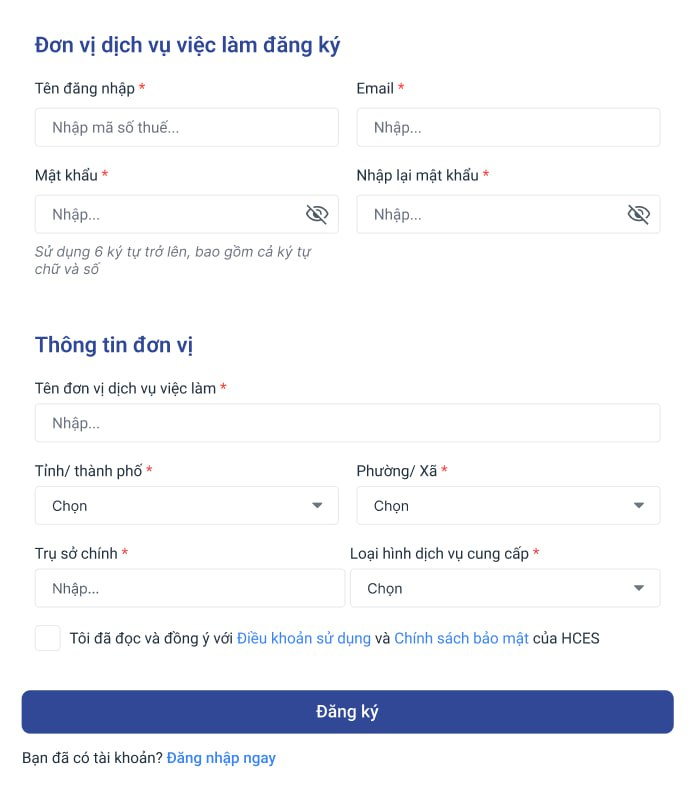 Đơn vị dịch vụ việc làm đăng ký
Tên đăng nhập *
Email *
Nhập mã số thuế...
Nhập...
Mật khẩu *
Nhập lại mật khẩu *
Nhập...
Nhập...
Sử dụng 6 ký tự trở lên, bao gồm cả ký tự
chữ và số
Thông tin đơn vị
Tên đơn vị dịch vụ việc làm *
Nhập...
Tỉnh/ thành phố *
Phường/ Xã *
Chọn
Chọn
Trụ sở chính *
Loại hình dịch vụ cung cấp *
Nhập...
Chọn
Tôi đã đọc và đồng ý với Điều khoản sử dụng và Chính sách bảo mật của HCES
Đăng ký
Bạn đã có tài khoản? Đăng nhập ngay